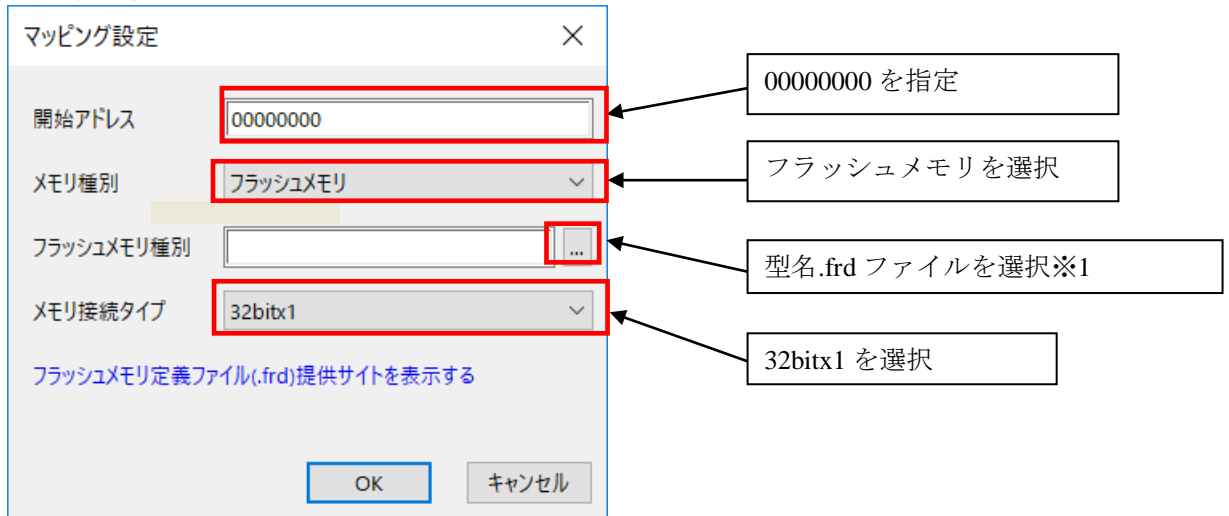 マッピング設定
開始アドレス
00000000
00000000 を指定
メモリ種別
フラッシュメモリ
フラッシュメモリを選択
フラッシュメモリ種別
...
型名.frd ファイルを選択※1
メモリ接続タイプ
32bitx1
32bitx1 を選択
フラッシュメモリ定義ファイル(.frd)提供サイトを表示する
OK
キャンセル